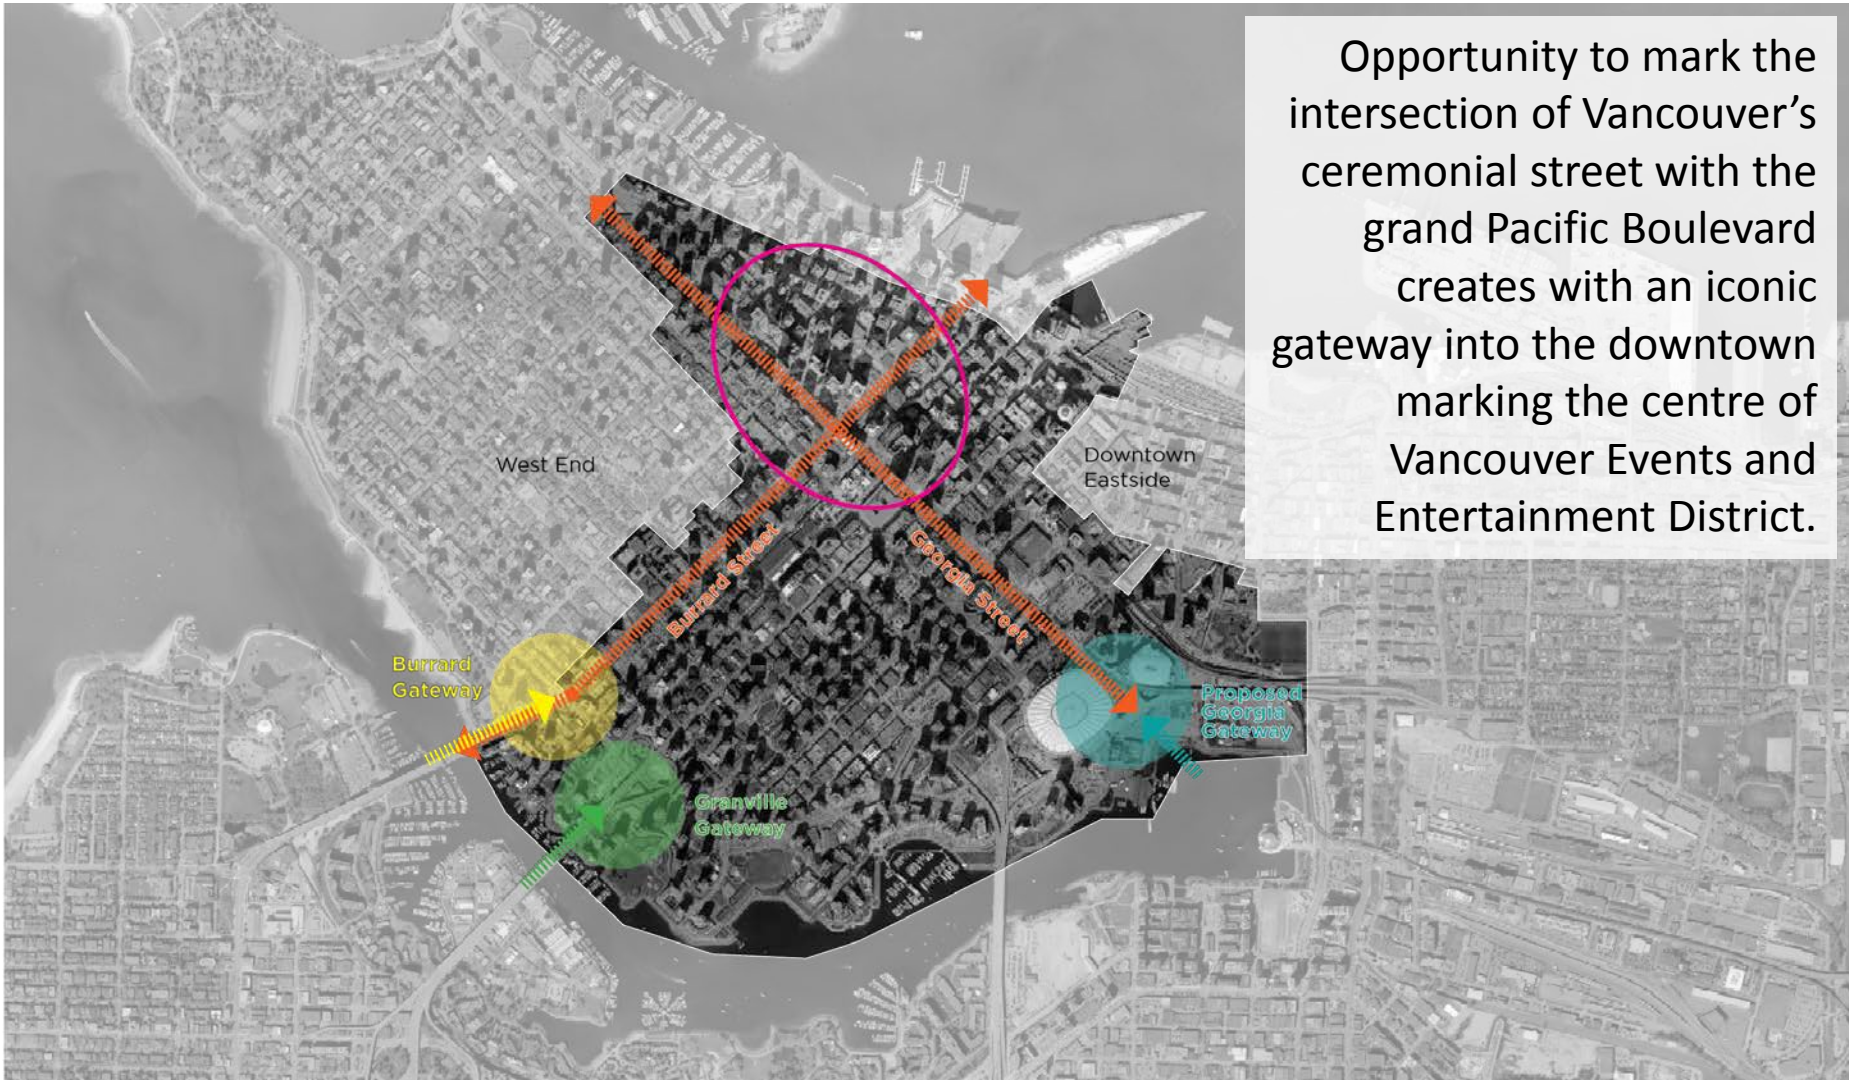 Opportunity to mark the
intersection of Vancouver’s
ceremonial street with the
grand Pacific Boulevard
creates with an iconic
gateway into the downtown
marking the centre of
Vancouver Events and
Entertainment District.
West End
Downtown
Eastside
Burrard Street
Georgia Street
Burrard
Gateway
Proposed
Georgia
Gateway
Granville
Gateway